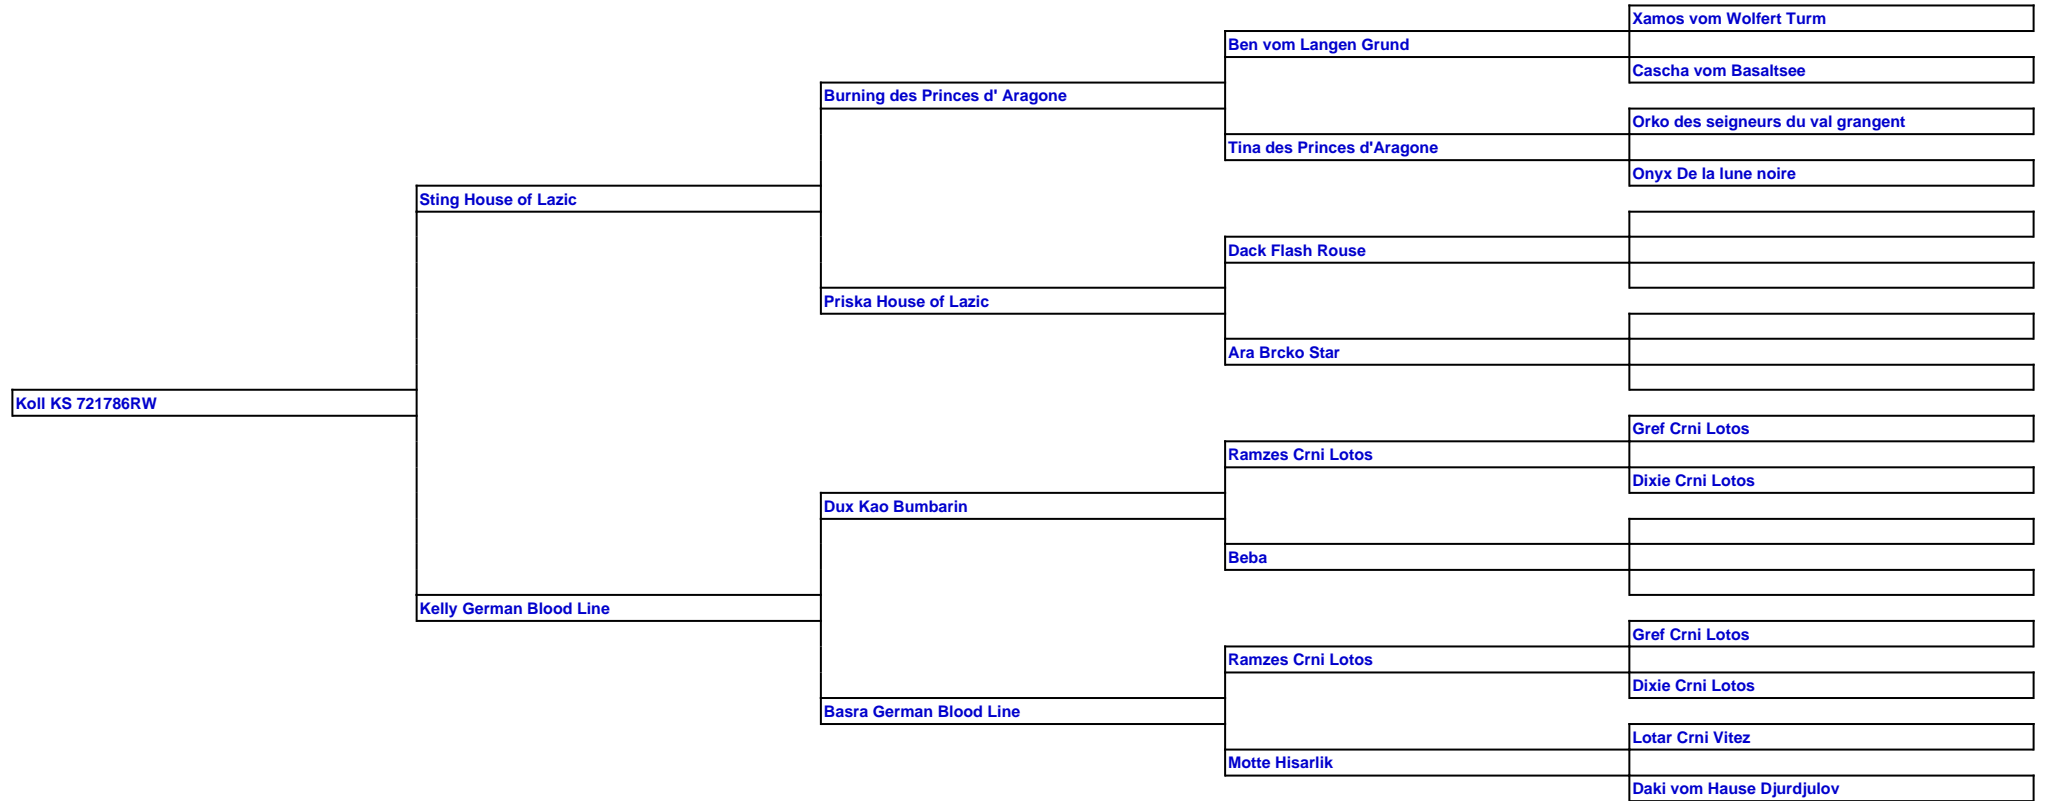 Xamos vom Wolfert Turm
Ben vom Langen Grund
Cascha vom Basaltsee
Burning des Princes d' Aragone
Orko des seigneurs du val grangent
Tina des Princes d'Aragone
Onyx De la lune noire
Sting House of Lazic
Dack Flash Rouse
Priska House of Lazic
Ara Brcko Star
Koll KS 721786RW
Gref Crni Lotos
Ramzes Crni Lotos
Dixie Crni Lotos
Dux Kao Bumbarin
Beba
Kelly German Blood Line
Gref Crni Lotos
Ramzes Crni Lotos
Dixie Crni Lotos
Basra German Blood Line
Lotar Crni Vitez
Motte Hisarlik
Daki vom Hause Djurdjulov